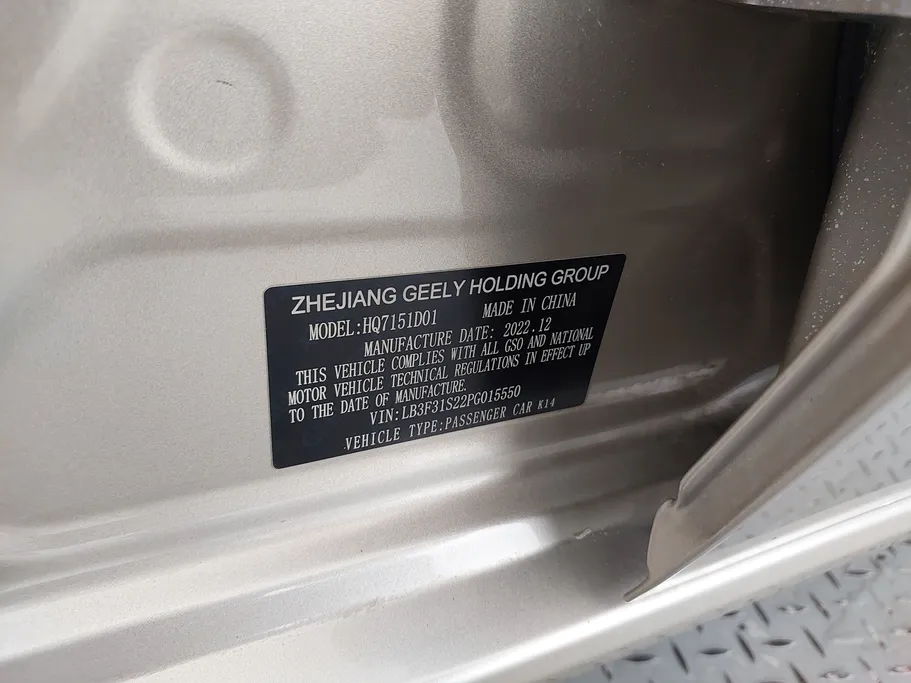 ZHEJIANG GEELY HOLDING GROUP
MODEL:HQ7151D01 MADE IN CHINA
MANUFACTURE DATE: 2022.12
THIS VEHICLE COMPLIES WITH ALL GSO AND NATIONAL
MOTOR VEHICLE TECHNICAL REGULATIONS IN EFFECT UP
TO THE DATE OF MANUFACTURE.
VIN:LB3F31S22PG015550
VEHICLE TYPE:PASSENGER CAR K14